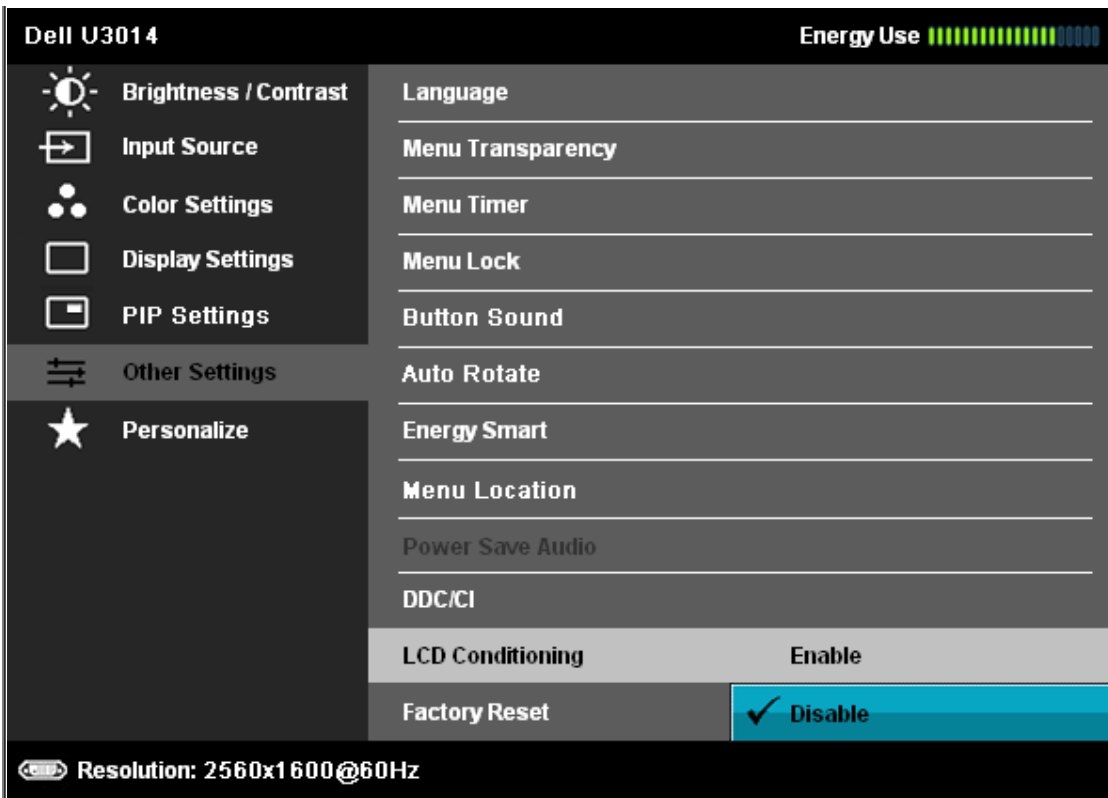 Dell U3014 Energy Use
Brightness / Contrast Language
Input Source Menu Transparency
Color Settings Menu Timer
Display Settings Menu Lock
PIP Settings Button Sound
Other Settings Auto Rotate
Personalize Energy Smart
Menu Location
Power Save Audio
DDC/CI
LCD Conditioning Enable
Factory Reset Disable
Resolution: 2560x1600@60Hz